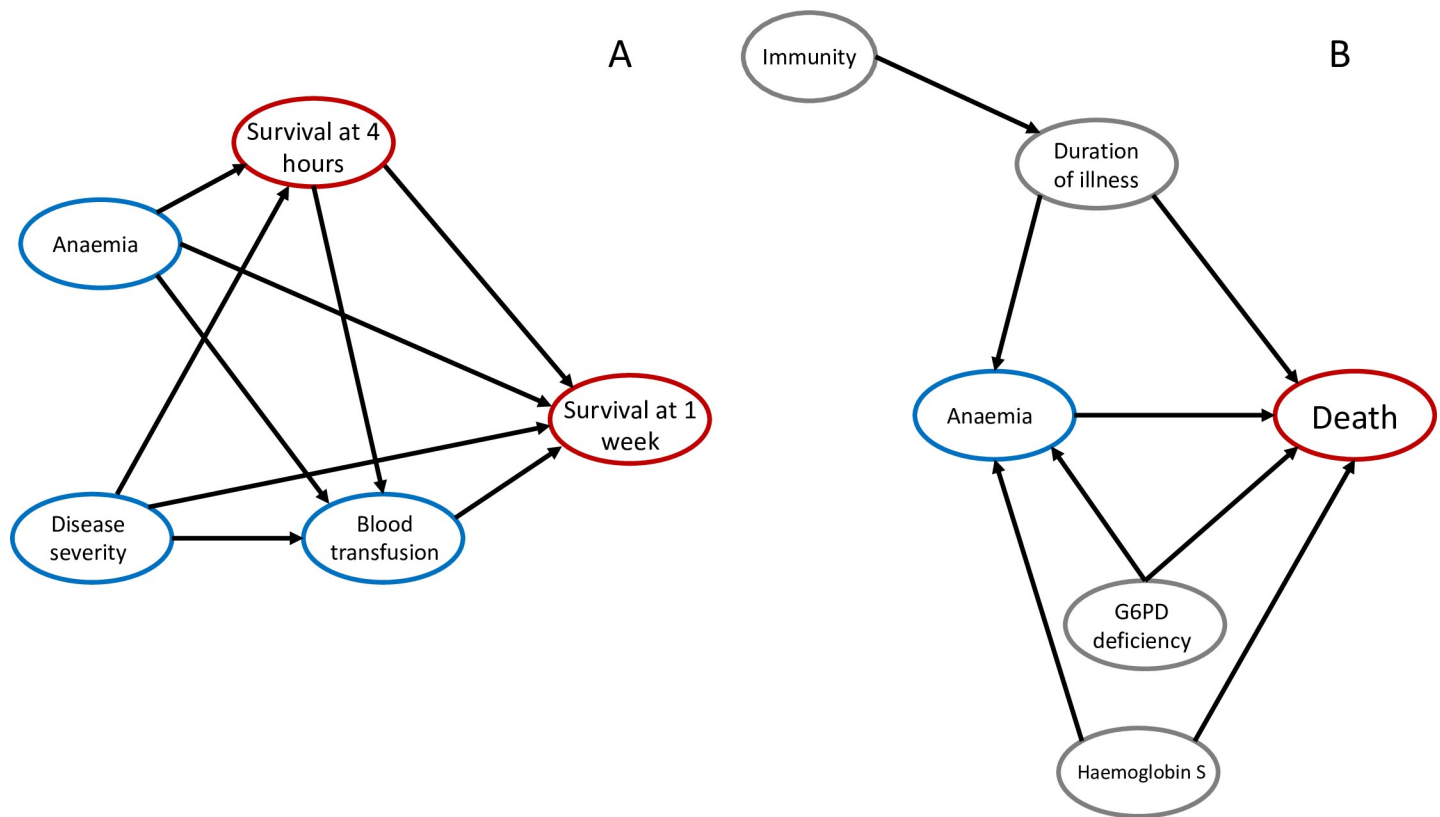 A
Survival at 4
hours
Anaemia
Survival at 1
week
Disease
severity
Blood
transfusion
B
Immunity
Duration
of illness
Anaemia
Death
G6PD
deficiency
Haemoglobin S